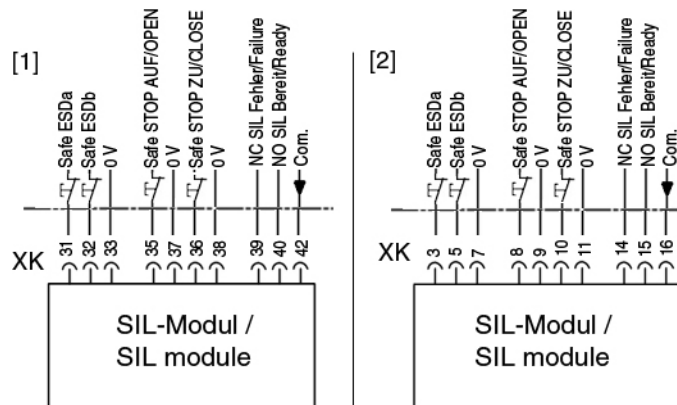 [1]
Safe ESDa
Safe ESDb
0 V
Safe STOP AUF/OPEN
0 V
Safe STOP ZU/CLOSE
0 V
NC SIL Fehler/Failure
NO SIL Bereit/Ready
Com.
XK 31 32 33 35 37 36 38 39 40 42
SIL-Modul /
SIL module
[2]
Safe ESDa
Safe ESDb
0 V
Safe STOP AUF/OPEN
0 V
Safe STOP ZU/CLOSE
0 V
NC SIL Fehler/Failure
NO SIL Bereit/Ready
Com.
XK 3 5 7 8 9 10 11 14 15 16
SIL-Modul /
SIL module